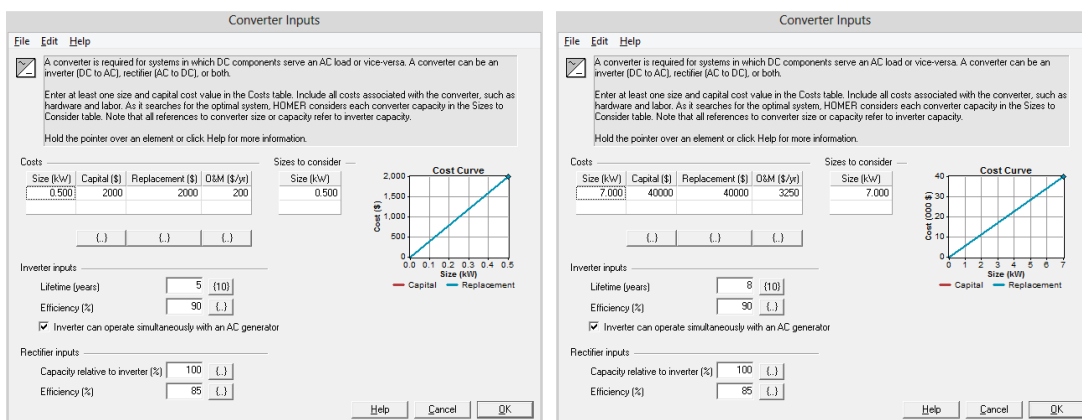 Converter Inputs
File Edit Help
A converter is required for systems in which DC components serve an AC load or vice-versa. A converter can be an
inverter (DC to AC), rectifier (AC to DC), or both.
Enter at least one size and capital cost value in the Costs table. Include all costs associated with the converter, such as
hardware and labor. As it searches for the optimal system, HOMER considers each converter capacity in the Sizes to
Consider table. Note that all references to converter size or capacity refer to inverter capacity.
Hold the pointer over an element or click Help for more information.
Costs
Size (kW) Capital ($) Replacement ($) O&M ($/yr)
0.500 2000 2000 200
{..} {..} {..}
Sizes to consider
Size (kW)
0.500
Cost Curve
2,000
1,500
1,000
500
0
Cost ($)
0.0 0.1 0.2 0.3 0.4 0.5
Size (kW)
Capital Replacement
Inverter inputs
Lifetime (years) 5 {10}
Efficiency (%) 90 {..}
Inverter can operate simultaneously with an AC generator
Rectifier inputs
Capacity relative to inverter (%) 100 {..}
Efficiency (%) 85 {..}
Help Cancel OK
Converter Inputs
File Edit Help
A converter is required for systems in which DC components serve an AC load or vice-versa. A converter can be an
inverter (DC to AC), rectifier (AC to DC), or both.
Enter at least one size and capital cost value in the Costs table. Include all costs associated with the converter, such as
hardware and labor. As it searches for the optimal system, HOMER considers each converter capacity in the Sizes to
Consider table. Note that all references to converter size or capacity refer to inverter capacity.
Hold the pointer over an element or click Help for more information.
Costs
Size (kW) Capital ($) Replacement ($) O&M ($/yr)
7.000 40000 40000 3250
{..} {..} {..}
Sizes to consider
Size (kW)
7.000
Cost Curve
40
30
20
10
0
Cost (000 $)
0 1 2 3 4 5 6 7
Size (kW)
Capital Replacement
Inverter inputs
Lifetime (years) 8 {10}
Efficiency (%) 90 {..}
Inverter can operate simultaneously with an AC generator
Rectifier inputs
Capacity relative to inverter (%) 100 {..}
Efficiency (%) 85 {..}
Help Cancel OK